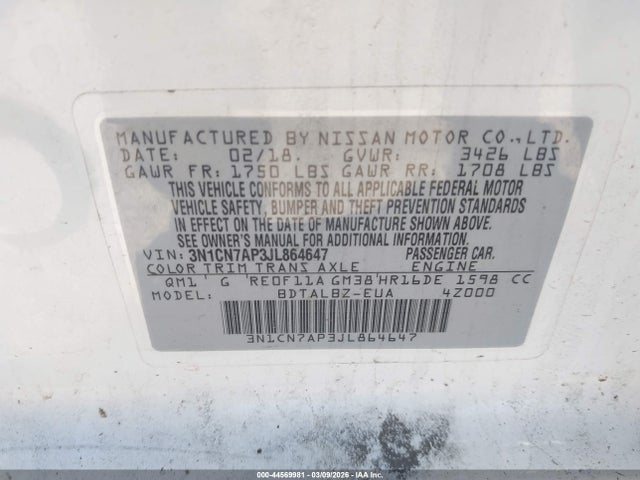 MANUFACTURED BY NISSAN MOTOR CO., LTD.
DATE: 02/18. GVWR: 3426 LBS
GAWR FR: 1750 LBS GAWR RR: 1708 LBS
THIS VEHICLE CONFORMS TO ALL APPLICABLE FEDERAL MOTOR
VEHICLE SAFETY, BUMPER AND THEFT PREVENTION STANDARDS
IN EFFECT ON THE DATE OF MANUFACTURE SHOWN ABOVE.
SEE OWNER'S MANUAL FOR ADDITIONAL INFORMATION.
VIN: 3N1CN7AP3JL864647 PASSENGER CAR.
COLOR TRIM TRANS AXLE ENGINE
QM1 G RE0F11A GM38 HR16DE 1598 CC
MODEL: BDTALBZ-EUA 4Z000
3N1CN7AP3JL864647
000-44569981 - 03/09/2026 - IAAI.com